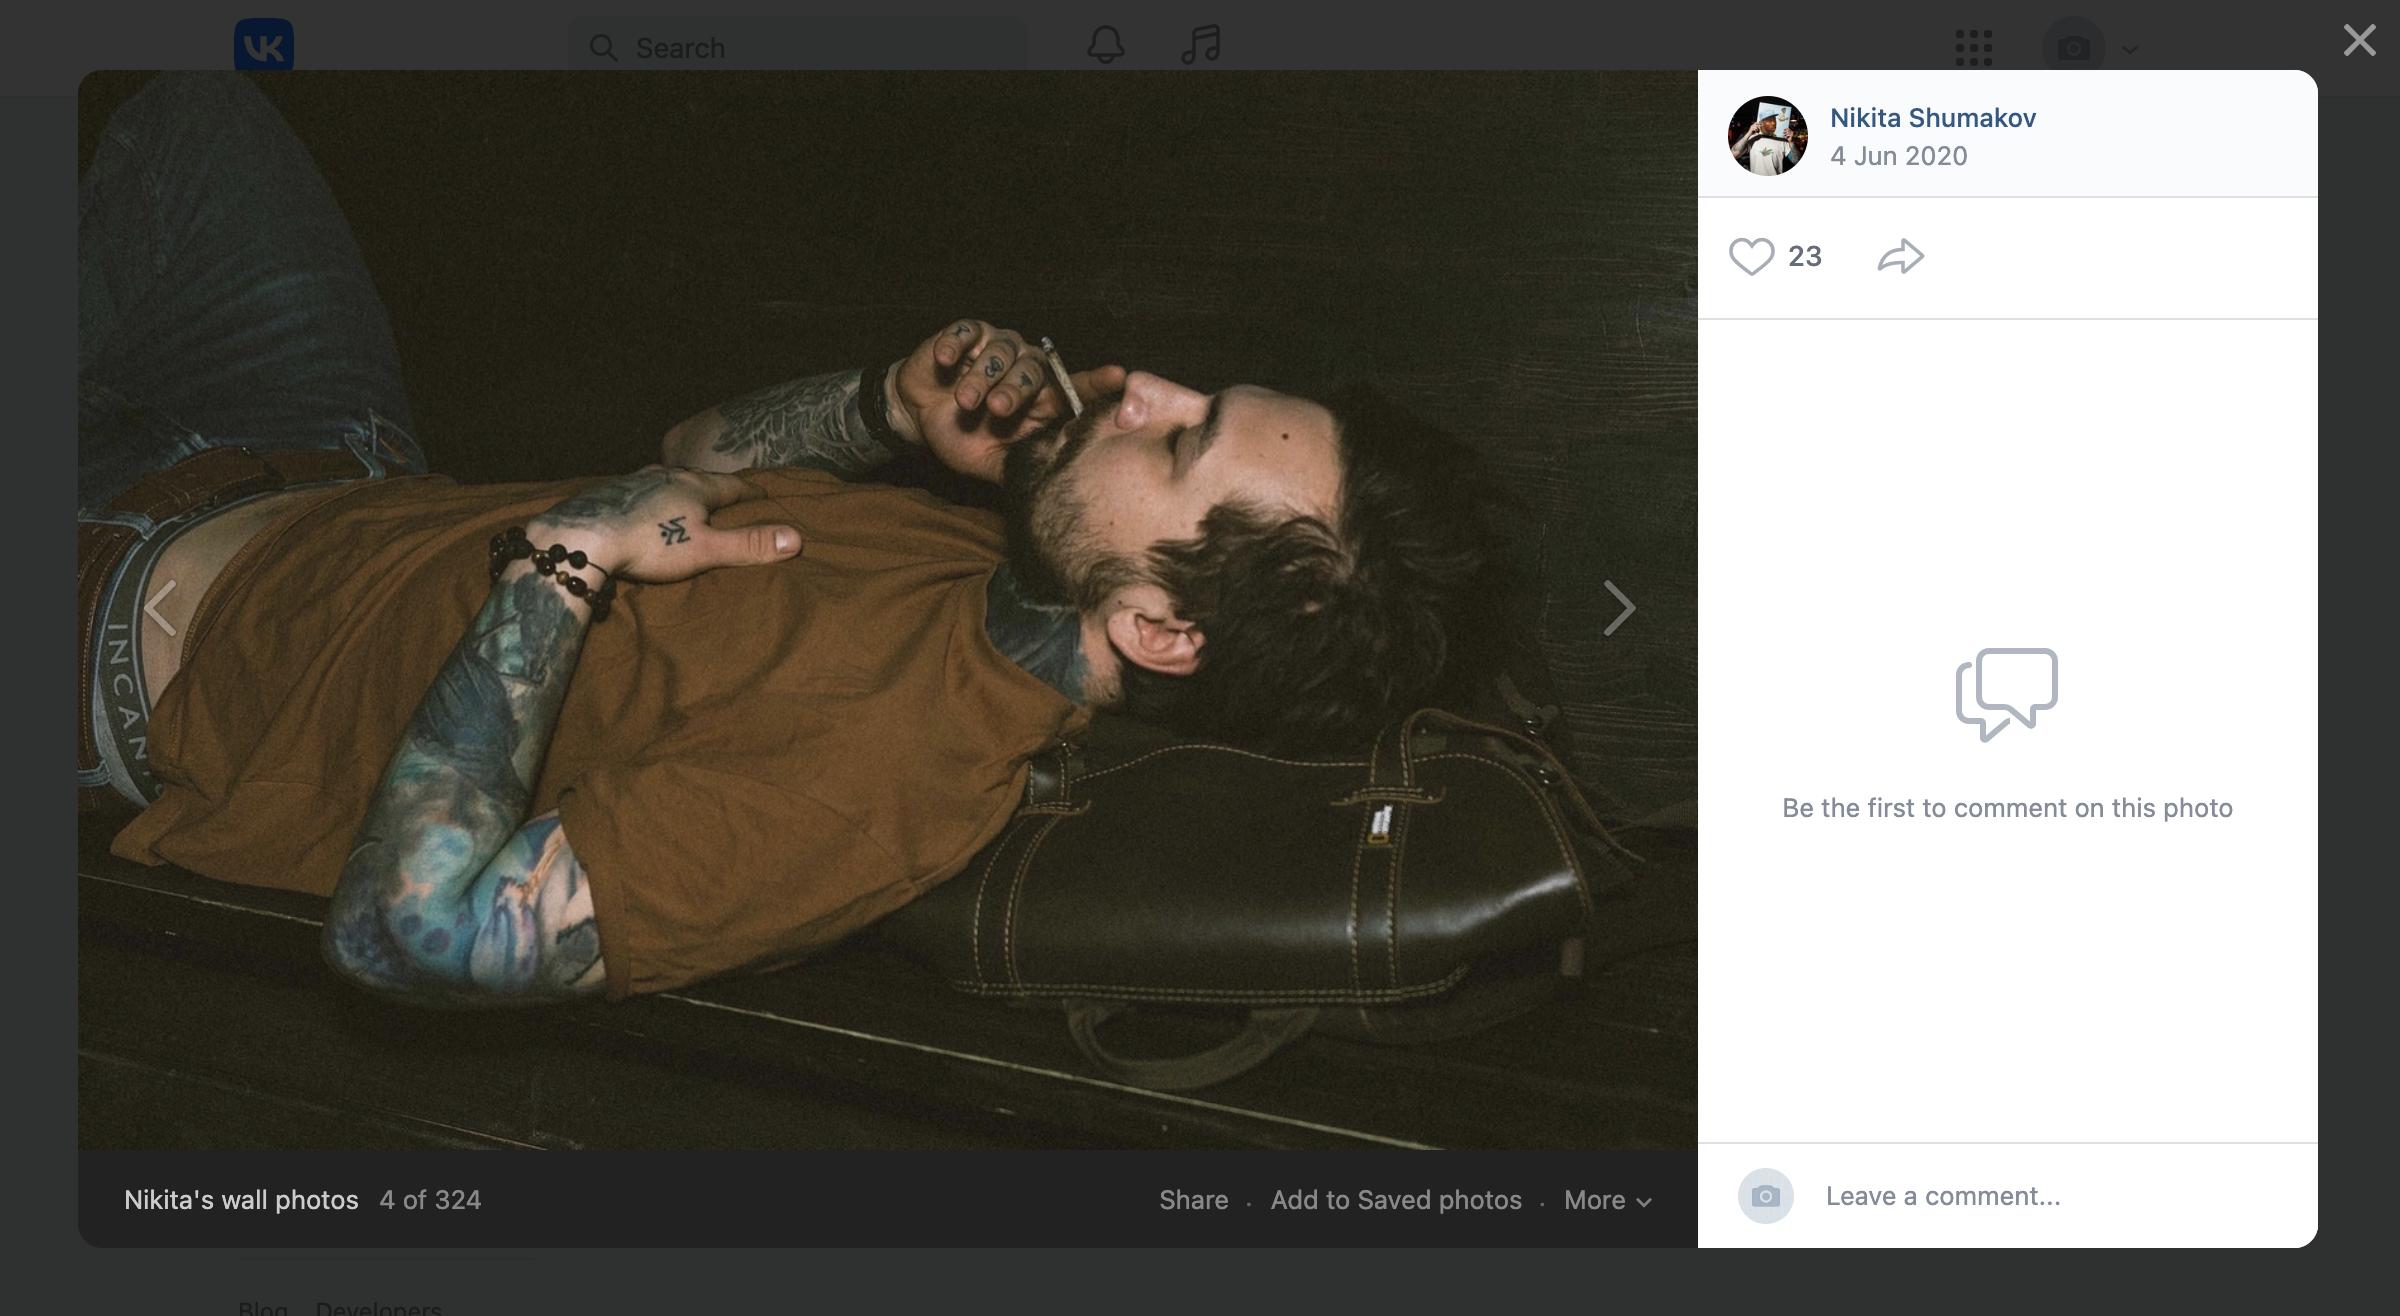 VK
Search
Nikita Shumakov
4 Jun 2020
23
INCAN
Be the first to comment on this photo
Nikita's wall photos 4 of 324
Share · Add to Saved photos · More
Leave a comment...
Blog Developers